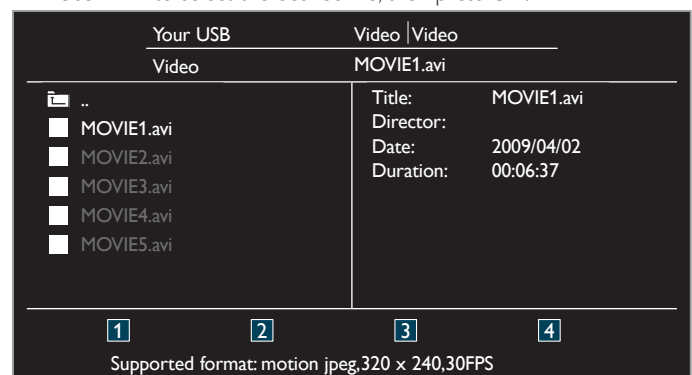 Your USB Video | Video
Video MOVIE1.avi
..
MOVIE1.avi
MOVIE2.avi
MOVIE3.avi
MOVIE4.avi
MOVIE5.avi
Title: MOVIE1.avi
Director:
Date: 2009/04/02
Duration: 00:06:37
1 2 3 4
Supported format: motion jpeg,320 x 240,30FPS